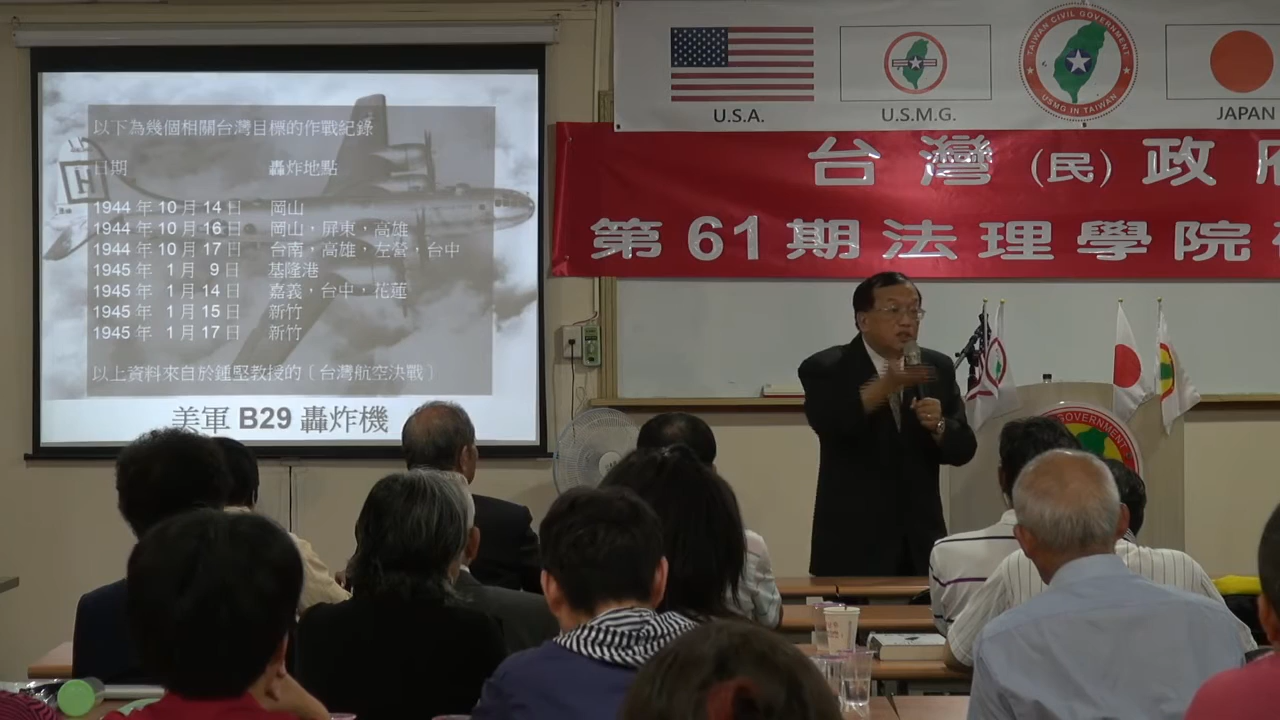 以下為幾個相關台灣目標的作戰紀錄
日期 轟炸地點
1944 年 10 月 14 日 岡山
1944 年 10 月 16 日 岡山，屏東，高雄
1944 年 10 月 17 日 台南，高雄，左營，台中
1945 年 1 月 9 日 基隆港
1945 年 1 月 14 日 嘉義，台中，花蓮
1945 年 1 月 15 日 新竹
1945 年 1 月 17 日 新竹
以上資料來自於鍾堅教授的〔台灣航空決戰〕
美軍 B29 轟炸機
H
U.S.A.
U.S.M.G.
TAIWAN CIVIL GOVERNMENT
USMG IN TAIWAN
JAPAN
台灣（民）政府
第61期法理學院
GOVERNMENT